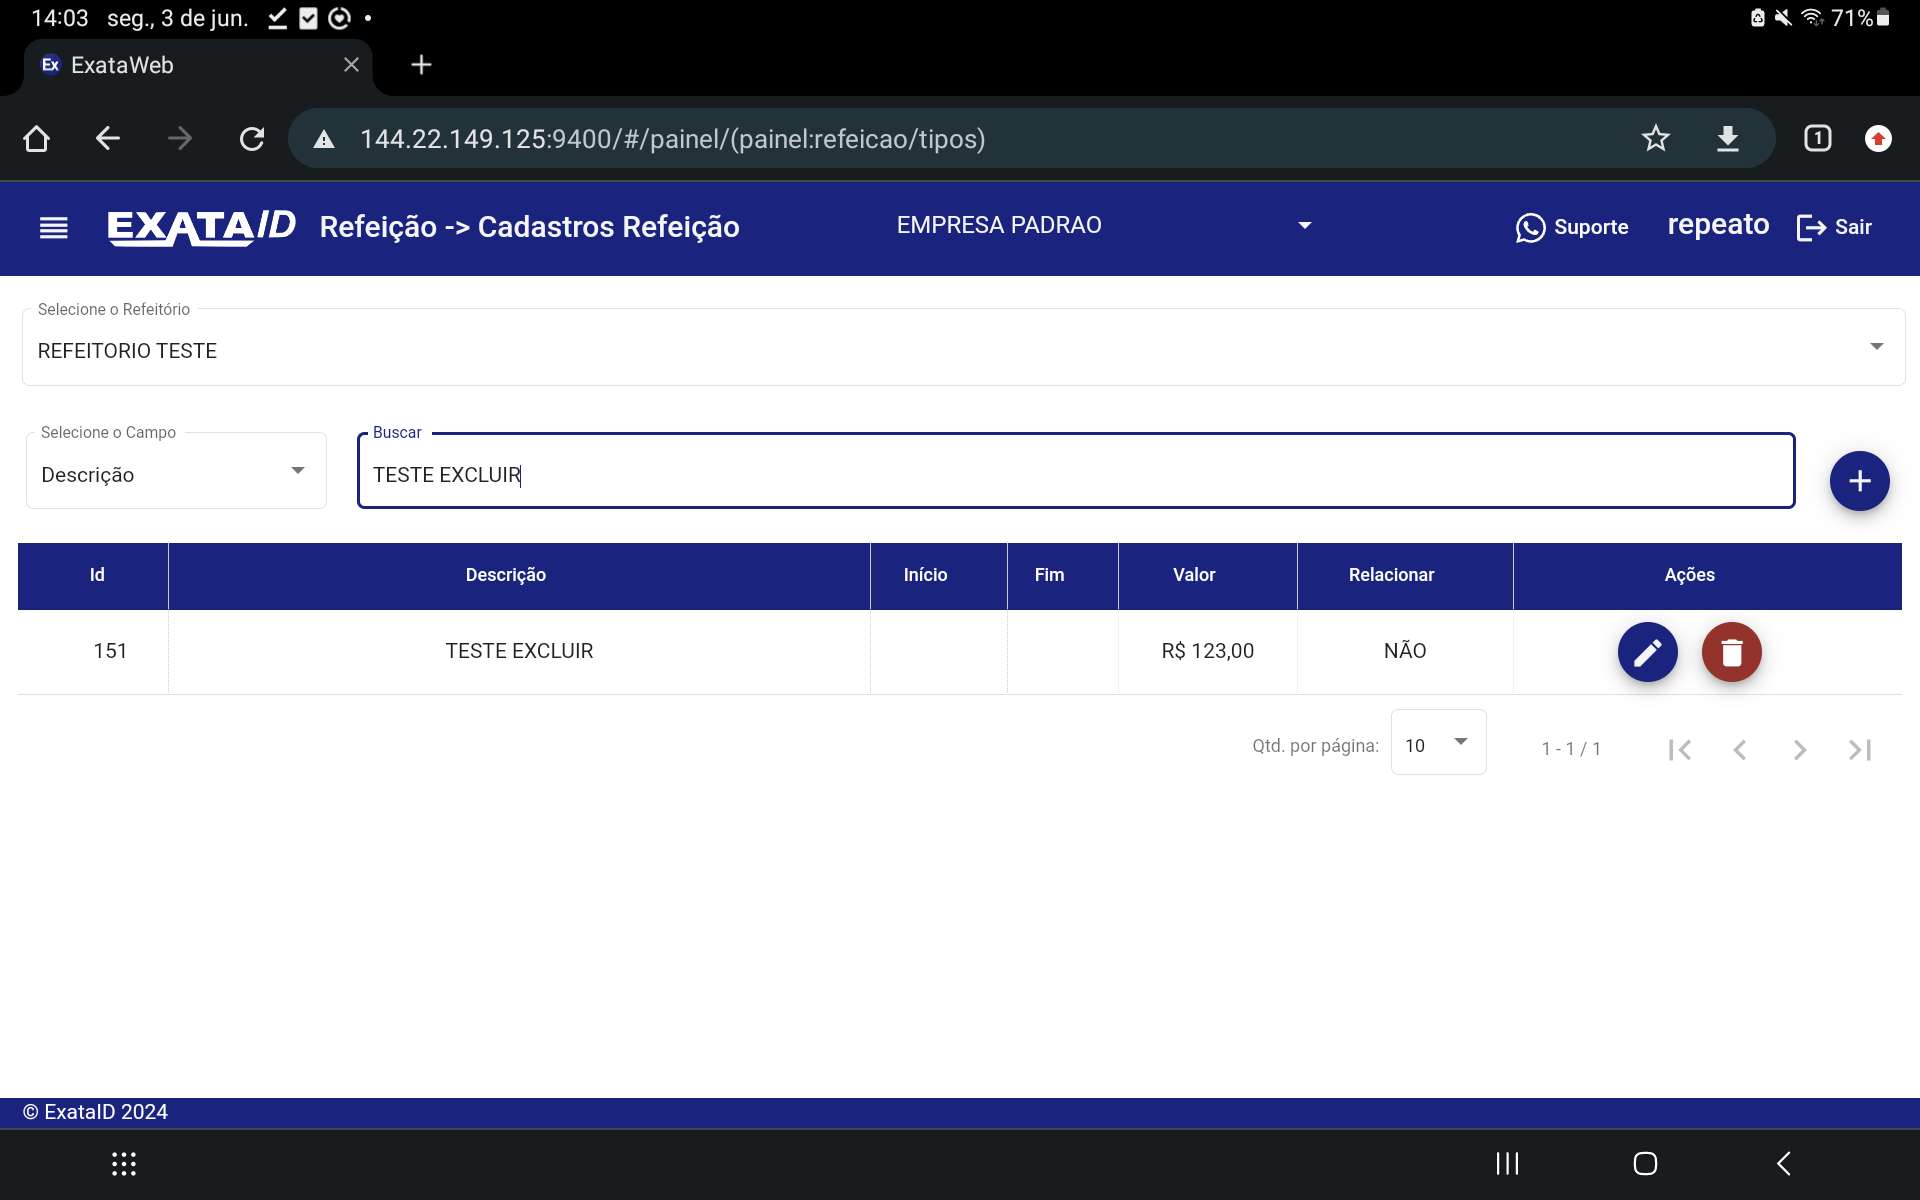 14:03 seg., 3 de jun. 71%
Ex ExataWeb
144.22.149.125:9400/#/painel/(painel:refeicao/tipos) 1
EXATAID Refeição -> Cadastros Refeição EMPRESA PADRAO Suporte repeato Sair
Selecione o Refeitório
REFEITORIO TESTE
Selecione o Campo Buscar
Descrição TESTE EXCLUIR
Id Descrição Início Fim Valor Relacionar Ações
151 TESTE EXCLUIR R$ 123,00 NÃO
Qtd. por página: 10 1 - 1 / 1
© ExataID 2024